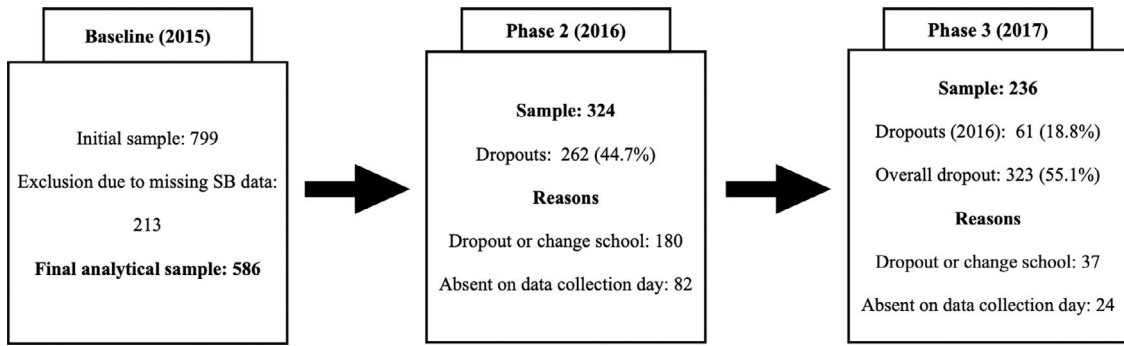 Baseline (2015)
Initial sample: 799
Exclusion due to missing SB data:
213
Final analytical sample: 586
Phase 2 (2016)
Sample: 324
Dropouts: 262 (44.7%)
Reasons
Dropout or change school: 180
Absent on data collection day: 82
Phase 3 (2017)
Sample: 236
Dropouts (2016): 61 (18.8%)
Overall dropout: 323 (55.1%)
Reasons
Dropout or change school: 37
Absent on data collection day: 24